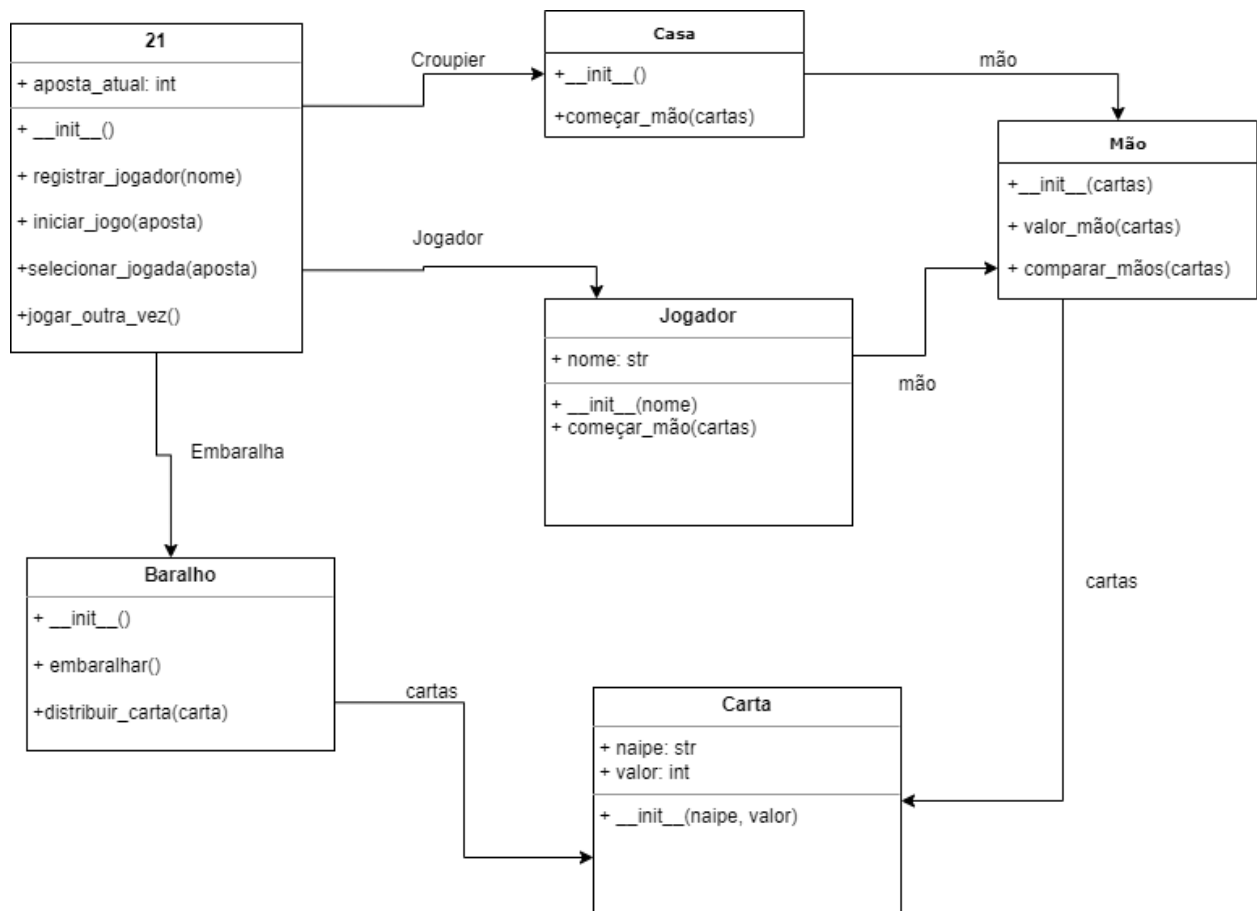 21
+ aposta_atual: int
+ __init__()
+ registrar_jogador(nome)
+ iniciar_jogo(aposta)
+selecionar_jogada(aposta)
+jogar_outra_vez()
Croupier
Casa
+__init__()
+começar_mão(cartas)
mão
Mão
+__init__(cartas)
+ valor_mão(cartas)
+ comparar_mãos(cartas)
Jogador
Jogador
+ nome: str
+ __init__(nome)
+ começar_mão(cartas)
mão
Embaralha
Baralho
+ __init__()
+ embaralhar()
+distribuir_carta(carta)
cartas
cartas
Carta
+ naipe: str
+ valor: int
+ __init__(naipe, valor)